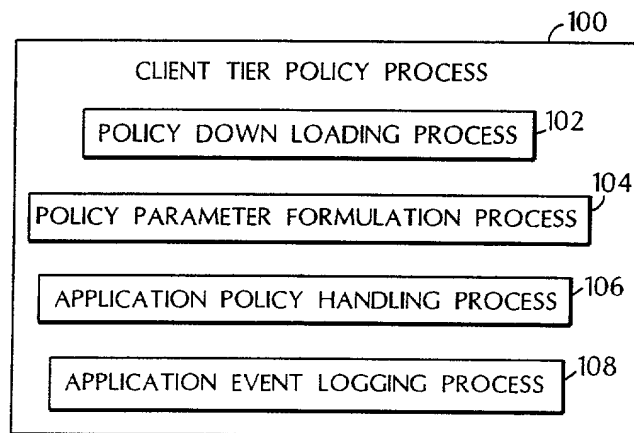 100
CLIENT TIER POLICY PROCESS
POLICY DOWN LOADING PROCESS 102
104
POLICY PARAMETER FORMULATION PROCESS
APPLICATION POLICY HANDLING PROCESS 106
APPLICATION EVENT LOGGING PROCESS 108